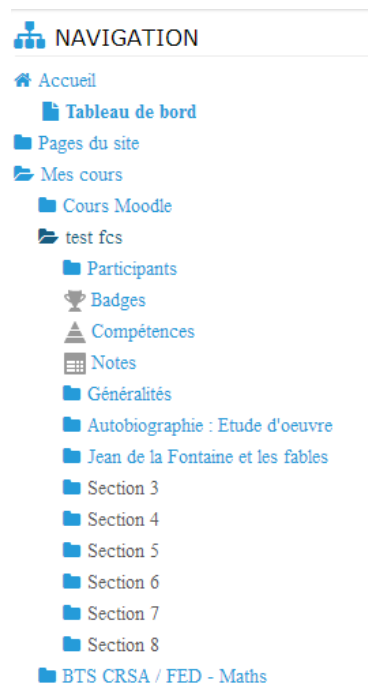 NAVIGATION
Accueil
Tableau de bord
Pages du site
Mes cours
Cours Moodle
test fcs
Participants
Badges
Compétences
Notes
Généralités
Autobiographie : Etude d'oeuvre
Jean de la Fontaine et les fables
Section 3
Section 4
Section 5
Section 6
Section 7
Section 8
BTS CRSA / FED - Maths